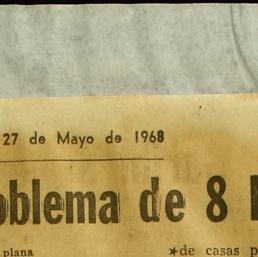 27 de Mayo de 1968
oblema de 8
plana
★de casas p